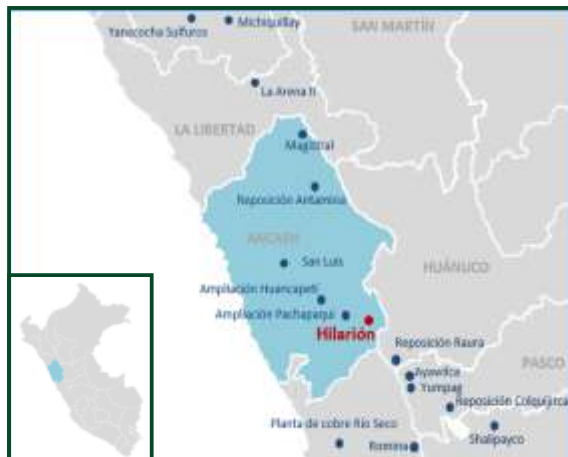 Michiquillay
SAN MARTÍN
Yanacocha Sulfuros
La Arena II
LA LIBERTAD
Magistral
Reposición Antamina
ANCASH
San Luis
HUÁNUCO
Ampliación Huancapeti
Ampliación Pachapaqui
Hilarión
Reposición Raura
PASCO
Ayawilca
Yumpag
Reposición Colquijirca
Planta de cobre Río Seco
Shalipayco
Romina